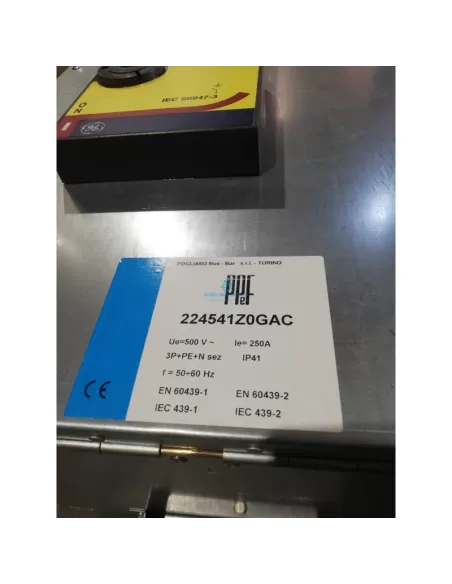 IEC 60947-3
ON
POGLIANO Bus - Bar s.r.l. - TORINO
PPeF
224541Z0GAC
Ue=500 V ~ Ie= 250A
3P+PE+N sez IP41
f = 50÷60 Hz
CE
EN 60439-1 EN 60439-2
IEC 439-1 IEC 439-2